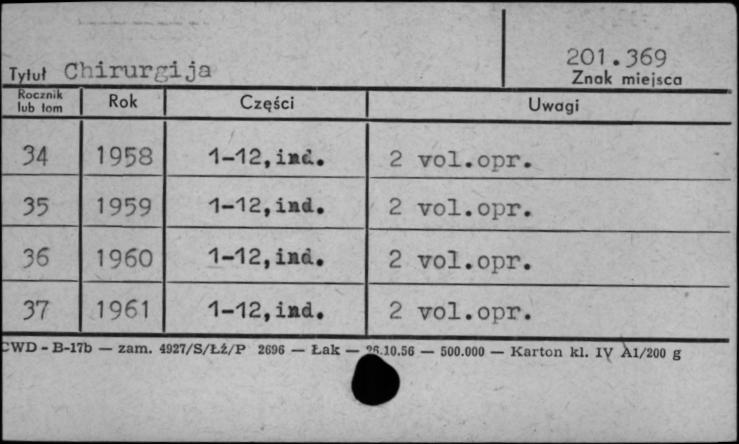 201.369
Tytuł Chirurgija Znak miejsca
Rocznik lub tom Rok Części Uwagi
34 1958 1-12,ind. 2 vol.opr.
35 1959 1-12,ind. 2 vol.opr.
36 1960 1-12,ind. 2 vol.opr.
37 1961 1-12,ind. 2 vol.opr.
CWD - B-17b — zam. 4927/S/Łź/P 2696 — Łak — 26.10.56 — 500.000 — Karton kl. IV A1/200 g